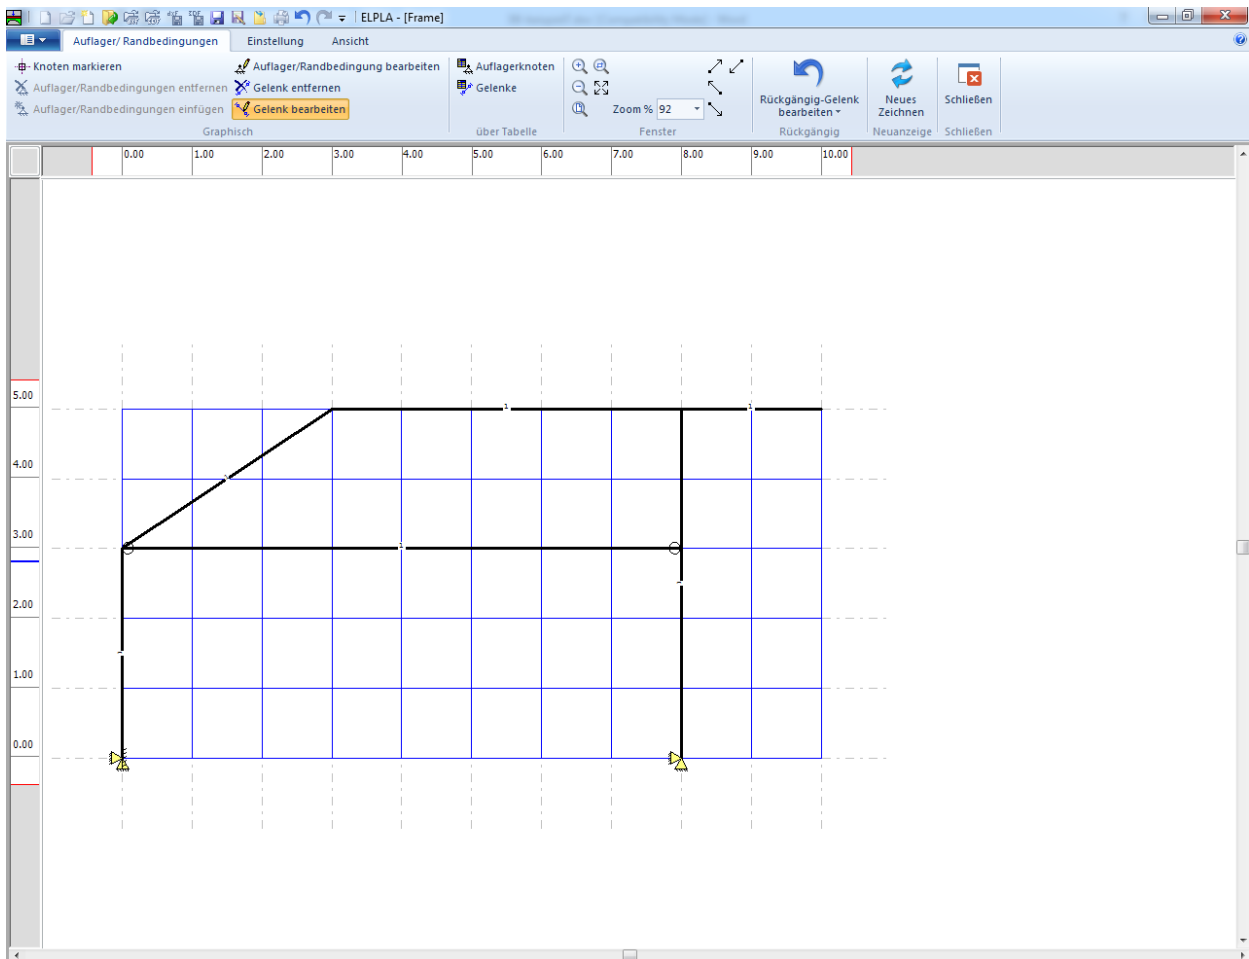 ELPLA - [Frame]
Auflager/ Randbedingungen Einstellung Ansicht
Knoten markieren Auflager/Randbedingung bearbeiten Auflagerknoten
Auflager/Randbedingungen entfernen Gelenk entfernen Gelenke
Auflager/Randbedingungen einfügen Gelenk bearbeiten Zoom % 92
Rückgängig-Gelenk bearbeiten Neues Zeichnen Schließen
Graphisch über Tabelle Fenster Rückgängig Neuanzeige Schließen
0.00 1.00 2.00 3.00 4.00 5.00 6.00 7.00 8.00 9.00 10.00
5.00
1 1
4.00
3.00
1
2.00
1.00
0.00